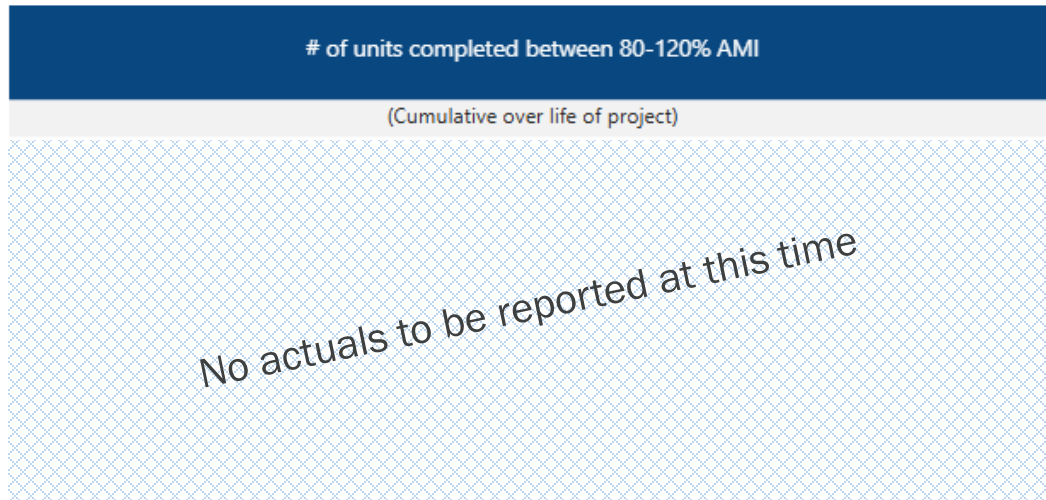 # of units completed between 80-120% AMI
(Cumulative over life of project)
No actuals to be reported at this time